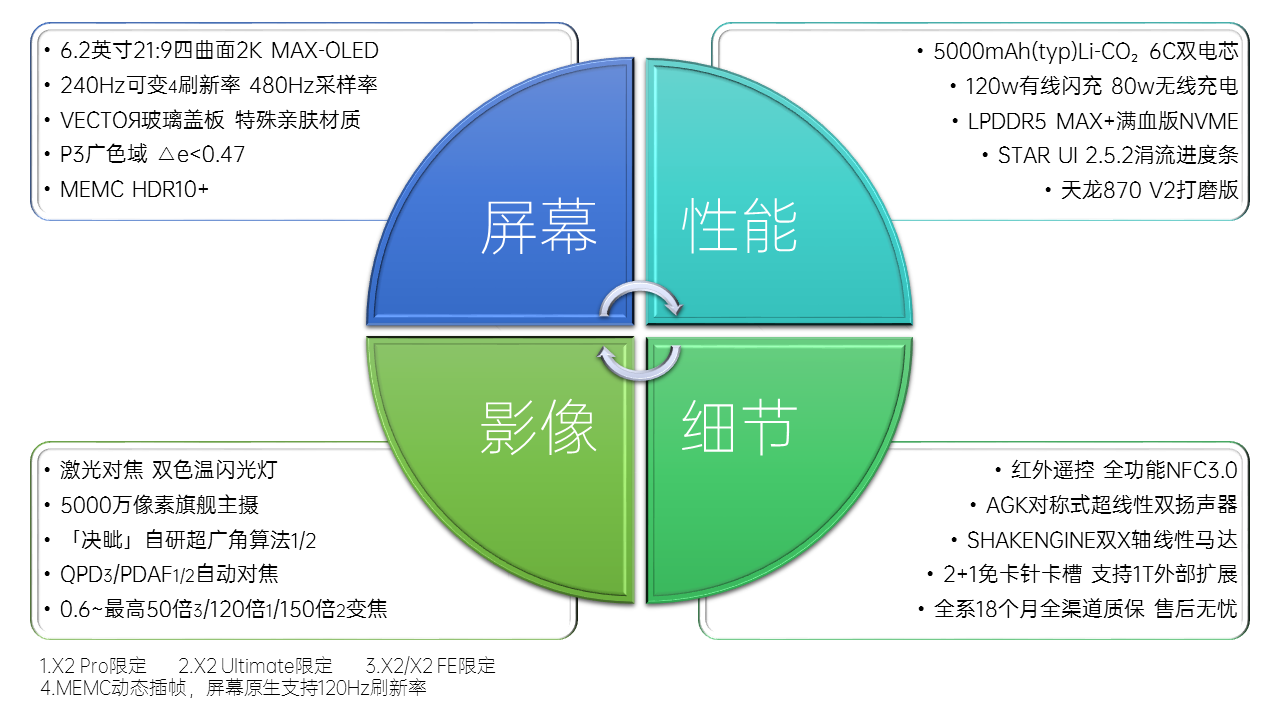 6.2英寸21:9四曲面2K MAX-OLED
240Hz可变4刷新率 480Hz采样率
VECTOЯ玻璃盖板 特殊亲肤材质
P3广色域 △e<0.47
MEMC HDR10+
屏幕
5000mAh(typ)Li-CO₂ 6C双电芯
120w有线闪充 80w无线充电
LPDDR5 MAX+满血版NVME
STAR UI 2.5.2涓流进度条
天龙870 V2打磨版
性能
影像
激光对焦 双色温闪光灯
5000万像素旗舰主摄
「决眦」自研超广角算法1/2
QPD3/PDAF1/2自动对焦
0.6~最高50倍3/120倍1/150倍2变焦
细节
红外遥控 全功能NFC3.0
AGK对称式超线性双扬声器
SHAKENGINE双X轴线性马达
2+1免卡针卡槽 支持1T外部扩展
全系18个月全渠道质保 售后无忧
1.X2 Pro限定 2.X2 Ultimate限定 3.X2/X2 FE限定
4.MEMC动态插帧，屏幕原生支持120Hz刷新率